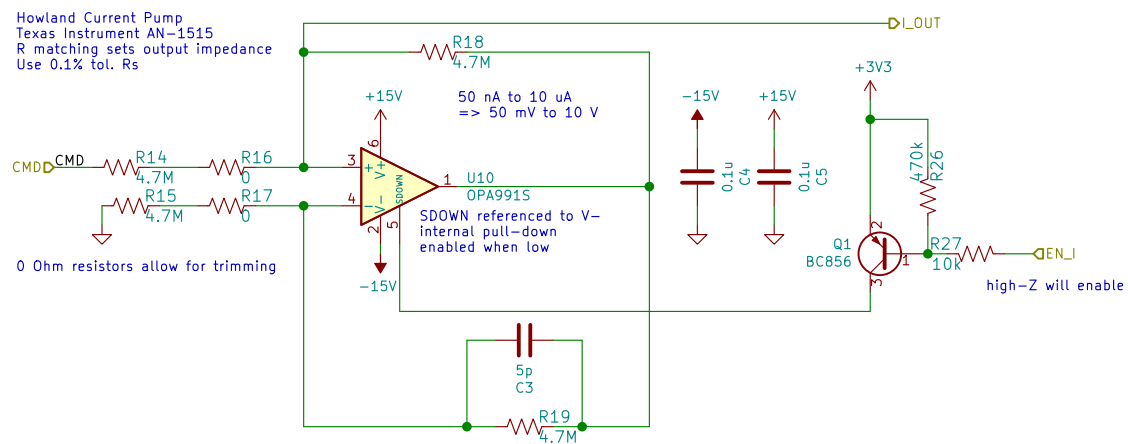 Howland Current Pump
Texas Instrument AN-1515
R matching sets output impedance
Use 0.1% tol. Rs
I_OUT
R18
4.7M
50 nA to 10 uA
=> 50 mV to 10 V
+15V
-15V
+15V
+3V3
CMD
CMD
R14
4.7M
R16
0
R15
4.7M
R17
0
3
4
6
1
2
5
+
-
V+
V-
SDOWN
U10
OPA991S
SDOWN referenced to V-
internal pull-down
enabled when low
-15V
0.1u
C4
0.1u
C5
470k
R26
2
Q1
BC856
1
3
R27
10k
EN_I
high-Z will enable
0 Ohm resistors allow for trimming
5p
C3
R19
4.7M